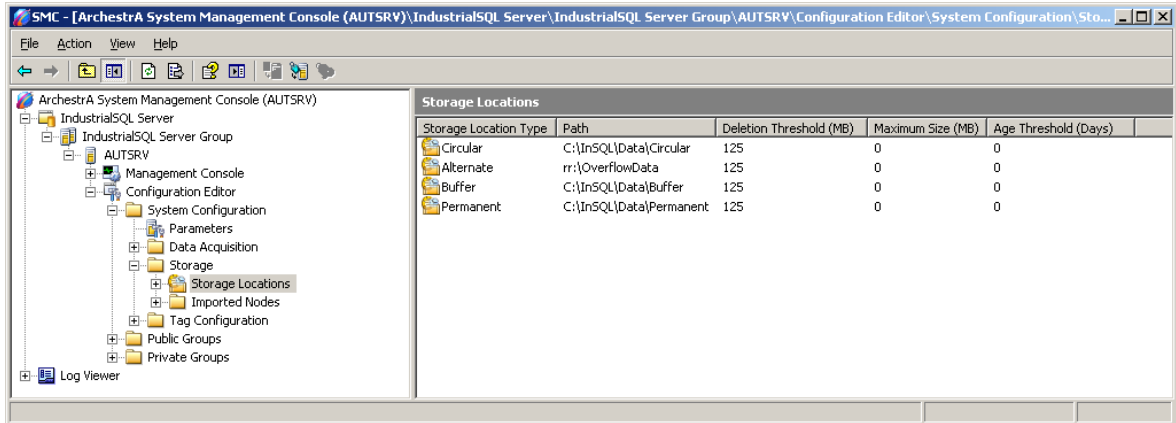 SMC - [ArchestrA System Management Console (AUTSRV)\IndustrialSQL Server\IndustrialSQL Server Group\AUTSRV\Configuration Editor\System Configuration\Sto...
File Action View Help
ArchestrA System Management Console (AUTSRV)
IndustrialSQL Server
IndustrialSQL Server Group
AUTSRV
Management Console
Configuration Editor
System Configuration
Parameters
Data Acquisition
Storage
Storage Locations
Imported Nodes
Tag Configuration
Public Groups
Private Groups
Log Viewer
Storage Locations
Storage Location Type Path Deletion Threshold (MB) Maximum Size (MB) Age Threshold (Days)
Circular C:\InSQL\Data\Circular 125 0 0
Alternate rr:\OverflowData 125 0 0
Buffer C:\InSQL\Data\Buffer 125 0 0
Permanent C:\InSQL\Data\Permanent 125 0 0